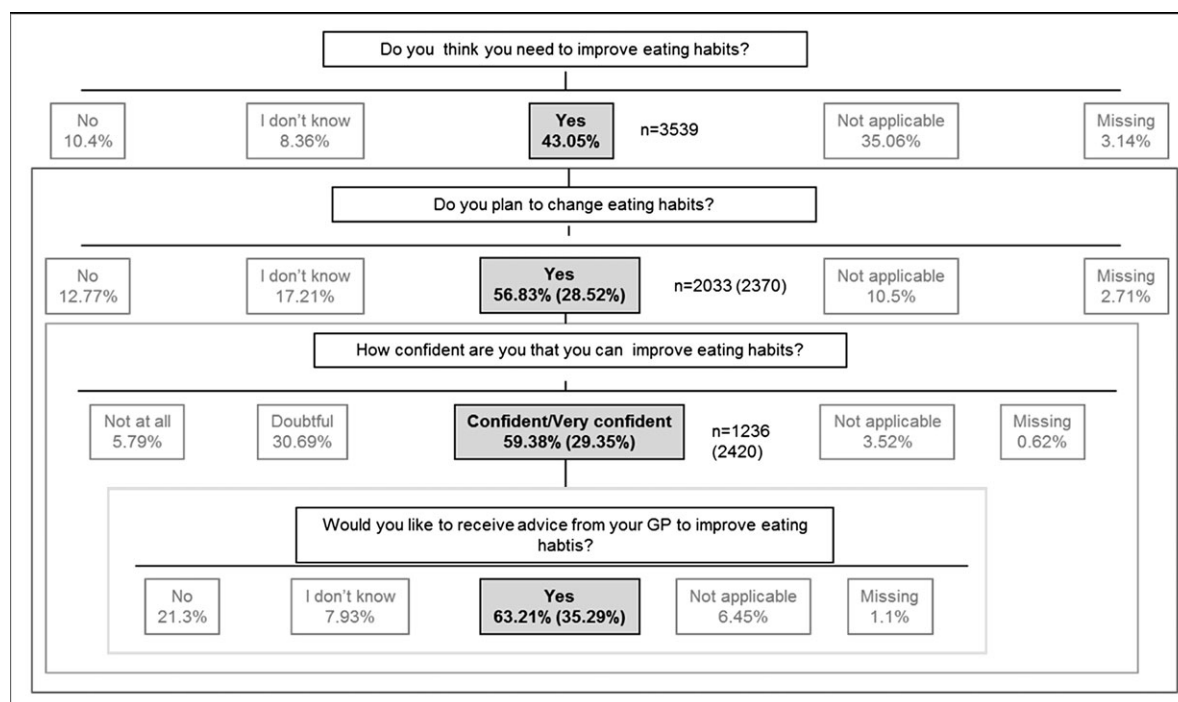 Do you think you need to improve eating habits?
No
10.4%
I don't know
8.36%
Yes
43.05%
n=3539
Not applicable
35.06%
Missing
3.14%
Do you plan to change eating habits?
No
12.77%
I don't know
17.21%
Yes
56.83% (28.52%)
n=2033 (2370)
Not applicable
10.5%
Missing
2.71%
How confident are you that you can improve eating habits?
Not at all
5.79%
Doubtful
30.69%
Confident/Very confident
59.38% (29.35%)
n=1236
(2420)
Not applicable
3.52%
Missing
0.62%
Would you like to receive advice from your GP to improve eating
habtis?
No
21.3%
I don't know
7.93%
Yes
63.21% (35.29%)
Not applicable
6.45%
Missing
1.1%